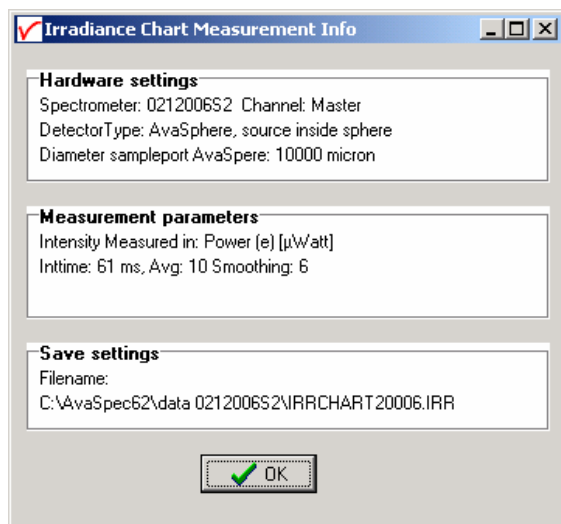 Irradiance Chart Measurement Info
Hardware settings
Spectrometer: 0212006S2 Channel: Master
DetectorType: AvaSphere, source inside sphere
Diameter sampleport AvaSpere: 10000 micron
Measurement parameters
Intensity Measured in: Power (e) [µWatt]
Inttime: 61 ms, Avg: 10 Smoothing: 6
Save settings
Filename:
C:\AvaSpec62\data 0212006S2\IRRCHART20006.IRR
OK